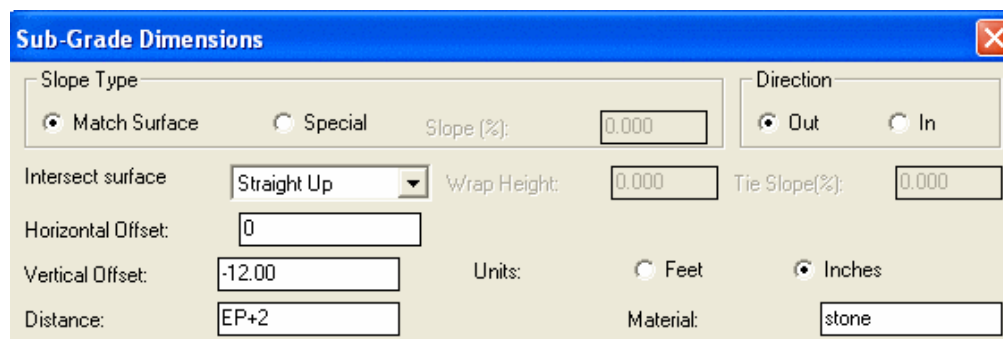 Sub-Grade Dimensions
Slope Type Direction
Match Surface Special Slope (%): 0.000 Out In
Intersect surface Straight Up Wrap Height: 0.000 Tie Slope(%): 0.000
Horizontal Offset: 0
Vertical Offset: -12.00 Units: Feet Inches
Distance: EP+2 Material: stone